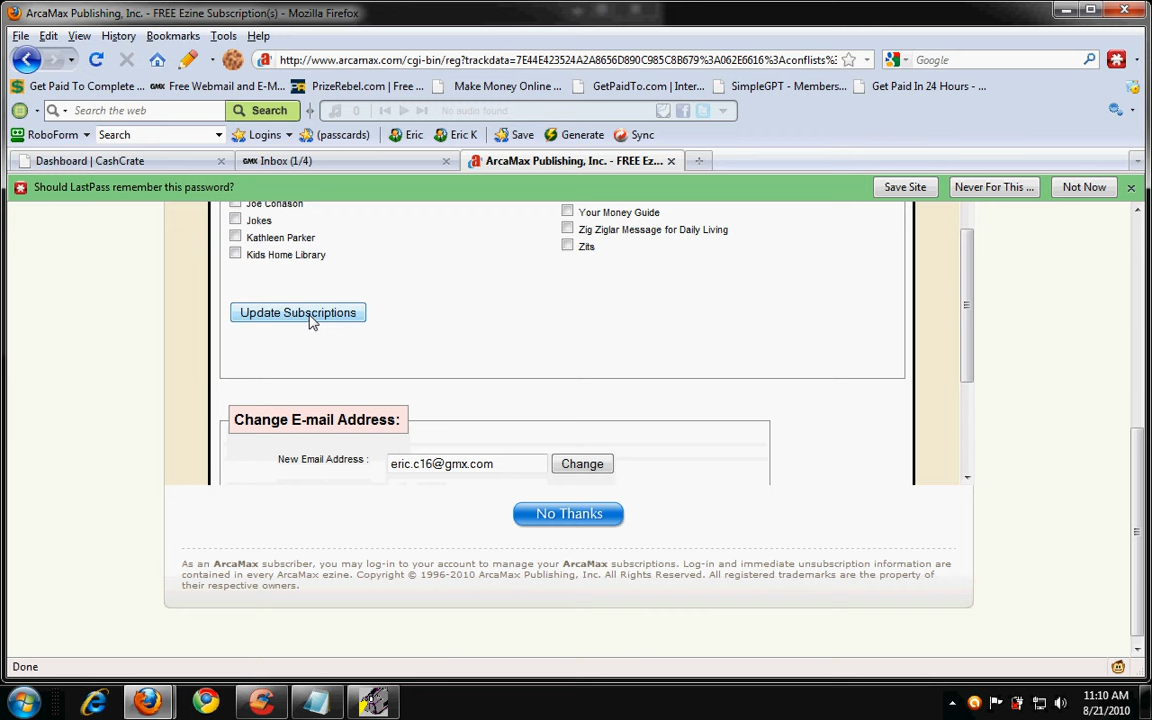 ArcaMax Publishing, Inc. - FREE Ezine Subscription(s) - Mozilla Firefox
File Edit View History Bookmarks Tools Help
http://www.arcamax.com/cgi-bin/reg?trackdata=7E44E423524A2A8656D890C985C8B679%3A062E6616%3Aconflists%3 Google
Get Paid To Complete ... GMX Free Webmail and E-M... PrizeRebel.com | Free ... Make Money Online ... GetPaidTo.com | Inter... SimpleGPT - Members... Get Paid In 24 Hours - ...
Search the web Search 0 No audio found
RoboForm Search Logins (passcards) Eric Eric K Save Generate Sync
Dashboard | CashCrate GMX Inbox (1/4) ArcaMax Publishing, Inc. - FREE Ez...
Should LastPass remember this password? Save Site Never For This ... Not Now
Joe Conason
Jokes
Kathleen Parker
Kids Home Library
Your Money Guide
Zig Ziglar Message for Daily Living
Zits
Update Subscriptions
Change E-mail Address:
New Email Address : eric.c16@gmx.com Change
No Thanks
As an ArcaMax subscriber, you may log-in to your account to manage your ArcaMax subscriptions. Log-in and immediate unsubscription information are
contained in every ArcaMax ezine. Copyright © 1996-2010 ArcaMax Publishing, Inc. All Rights Reserved. All registered trademarks are the property of
their respective owners.
Done
11:10 AM
8/21/2010